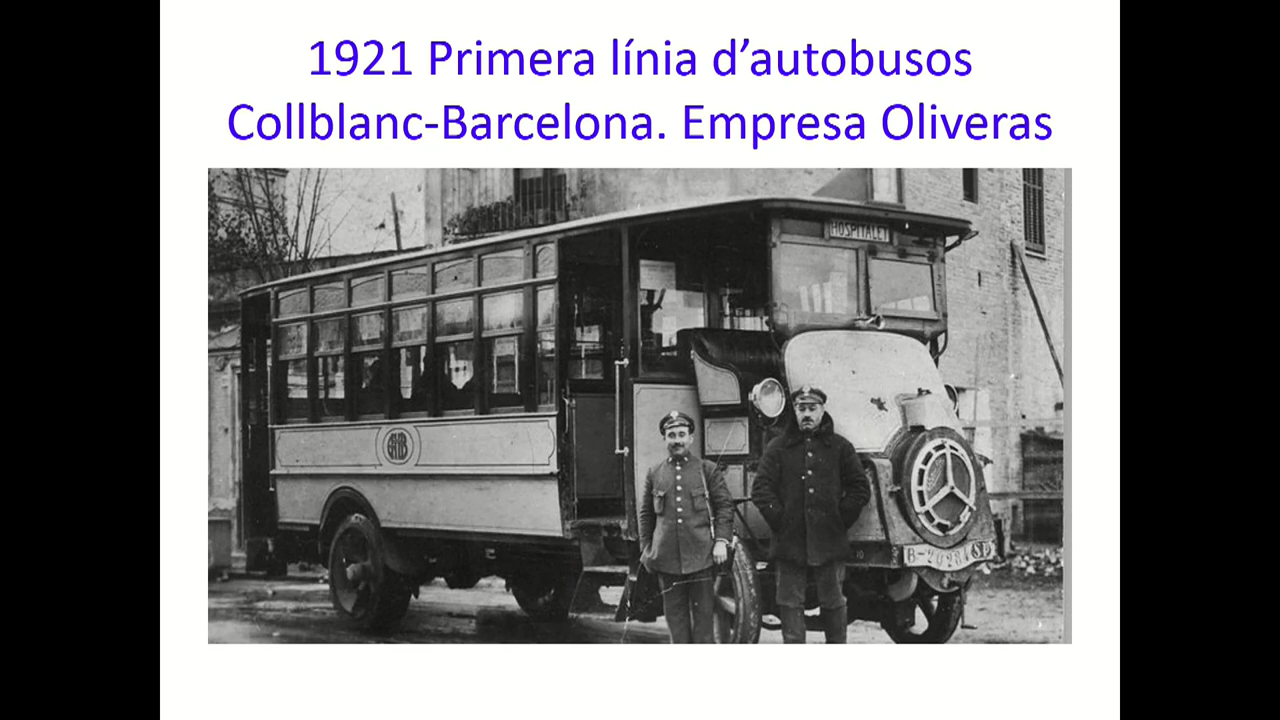 1921 Primera línia d’autobusos
Collblanc-Barcelona. Empresa Oliveras
HOSPITALET